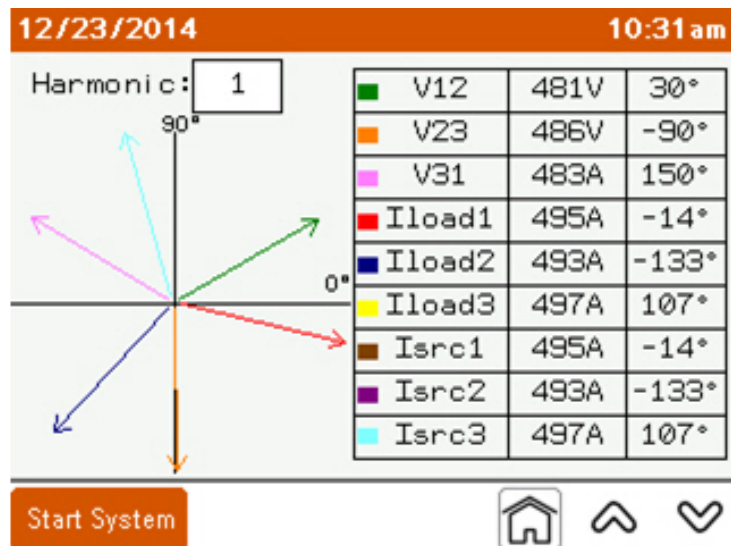 12/23/2014 10:31am
Harmonic: 1
90°
0°
V12 481V 30°
V23 486V -90°
V31 483A 150°
Iload1 495A -14°
Iload2 493A -133°
Iload3 497A 107°
Isrc1 495A -14°
Isrc2 493A -133°
Isrc3 497A 107°
Start System